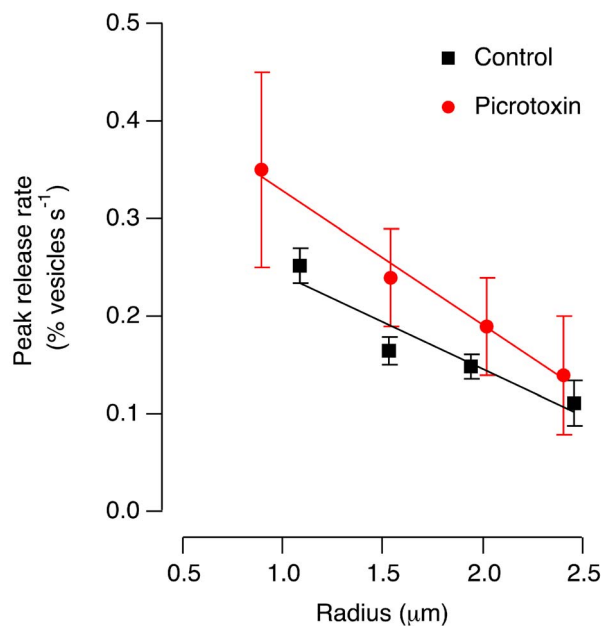 0.5
Control
Picrotoxin
0.4
0.3
0.2
0.1
0.0
Peak release rate
(% vesicles s⁻¹)
0.5 1.0 1.5 2.0 2.5
Radius (μm)